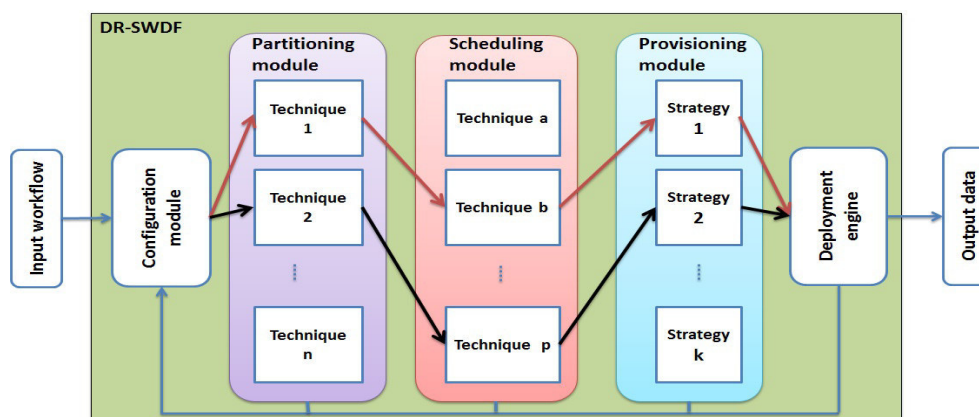 DR-SWDF
Partitioning
module
Scheduling
module
Provisioning
module
Technique
1
Technique a
Strategy
1
Input workflow
Configuration
module
Technique
2
Technique b
Strategy
2
Deployment
engine
Output data
Technique
n
Technique p
Strategy
k